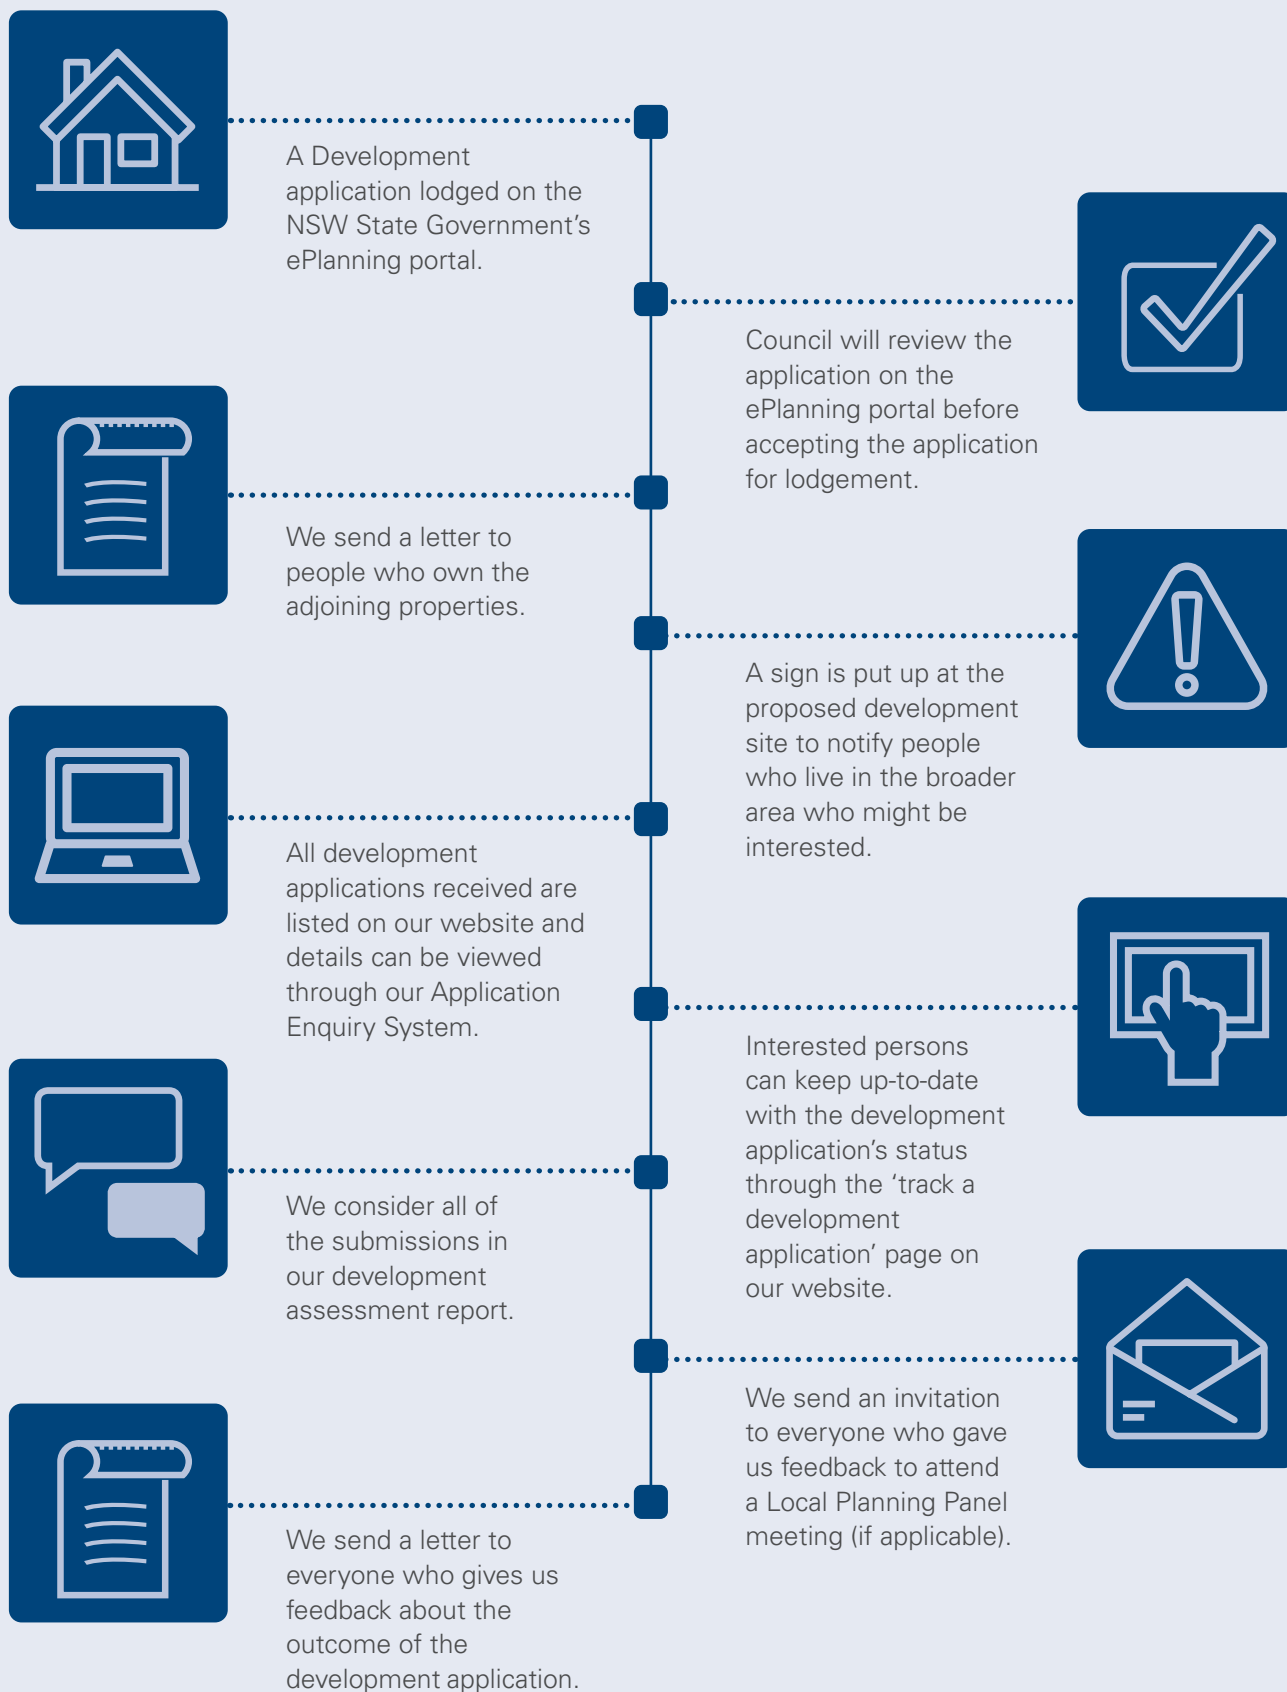 A Development
application lodged on the
NSW State Government’s
ePlanning portal.
Council will review the
application on the
ePlanning portal before
accepting the application
for lodgement.
We send a letter to
people who own the
adjoining properties.
A sign is put up at the
proposed development
site to notify people
who live in the broader
area who might be
interested.
All development
applications received are
listed on our website and
details can be viewed
through our Application
Enquiry System.
Interested persons
can keep up-to-date
with the development
application’s status
through the ‘track a
development
application’ page on
our website.
We consider all of
the submissions in
our development
assessment report.
We send an invitation
to everyone who gave
us feedback to attend
a Local Planning Panel
meeting (if applicable).
We send a letter to
everyone who gives us
feedback about the
outcome of the
development application.